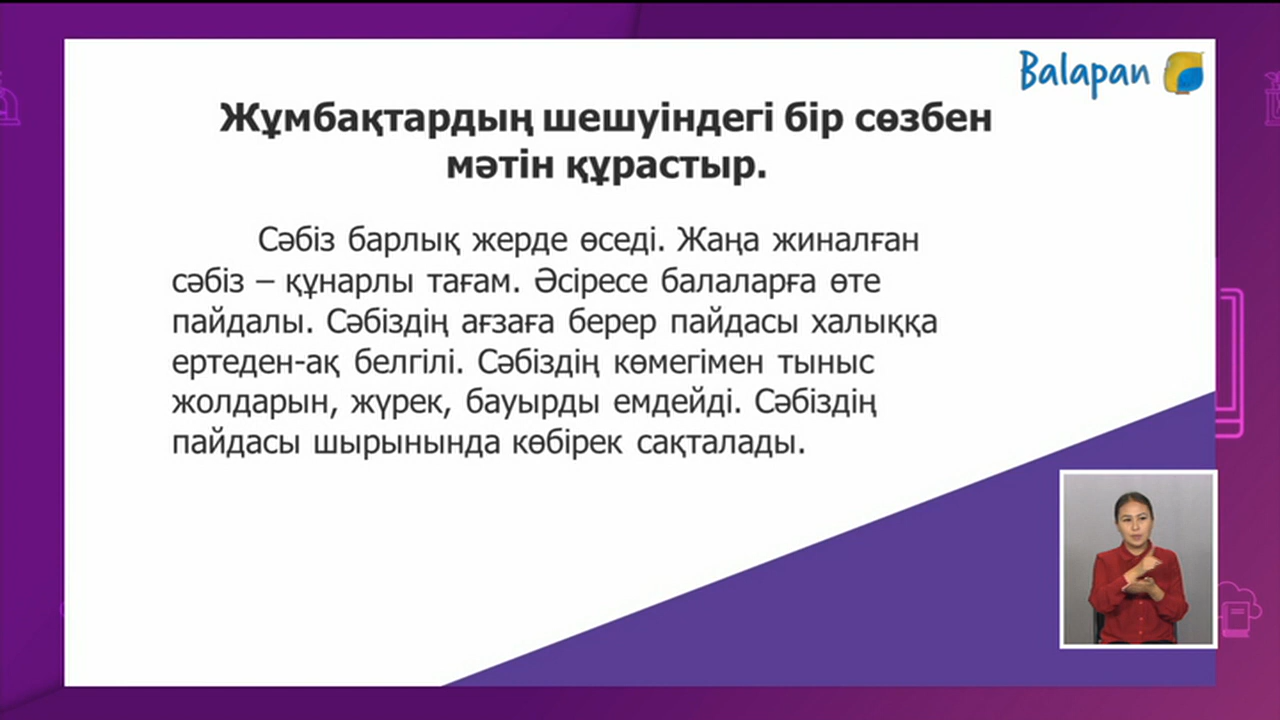 Balapan
Жұмбақтардың шешуіндегі бір сөзбен
мәтін құрастыр.
Сәбіз барлық жерде өседі. Жаңа жиналған
сәбіз – құнарлы тағам. Әсіресе балаларға өте
пайдалы. Сәбіздің ағзаға берер пайдасы халыққа
ертеден-ақ белгілі. Сәбіздің көмегімен тыныс
жолдарын, жүрек, бауырды емдейді. Сәбіздің
пайдасы шырынында көбірек сақталады.